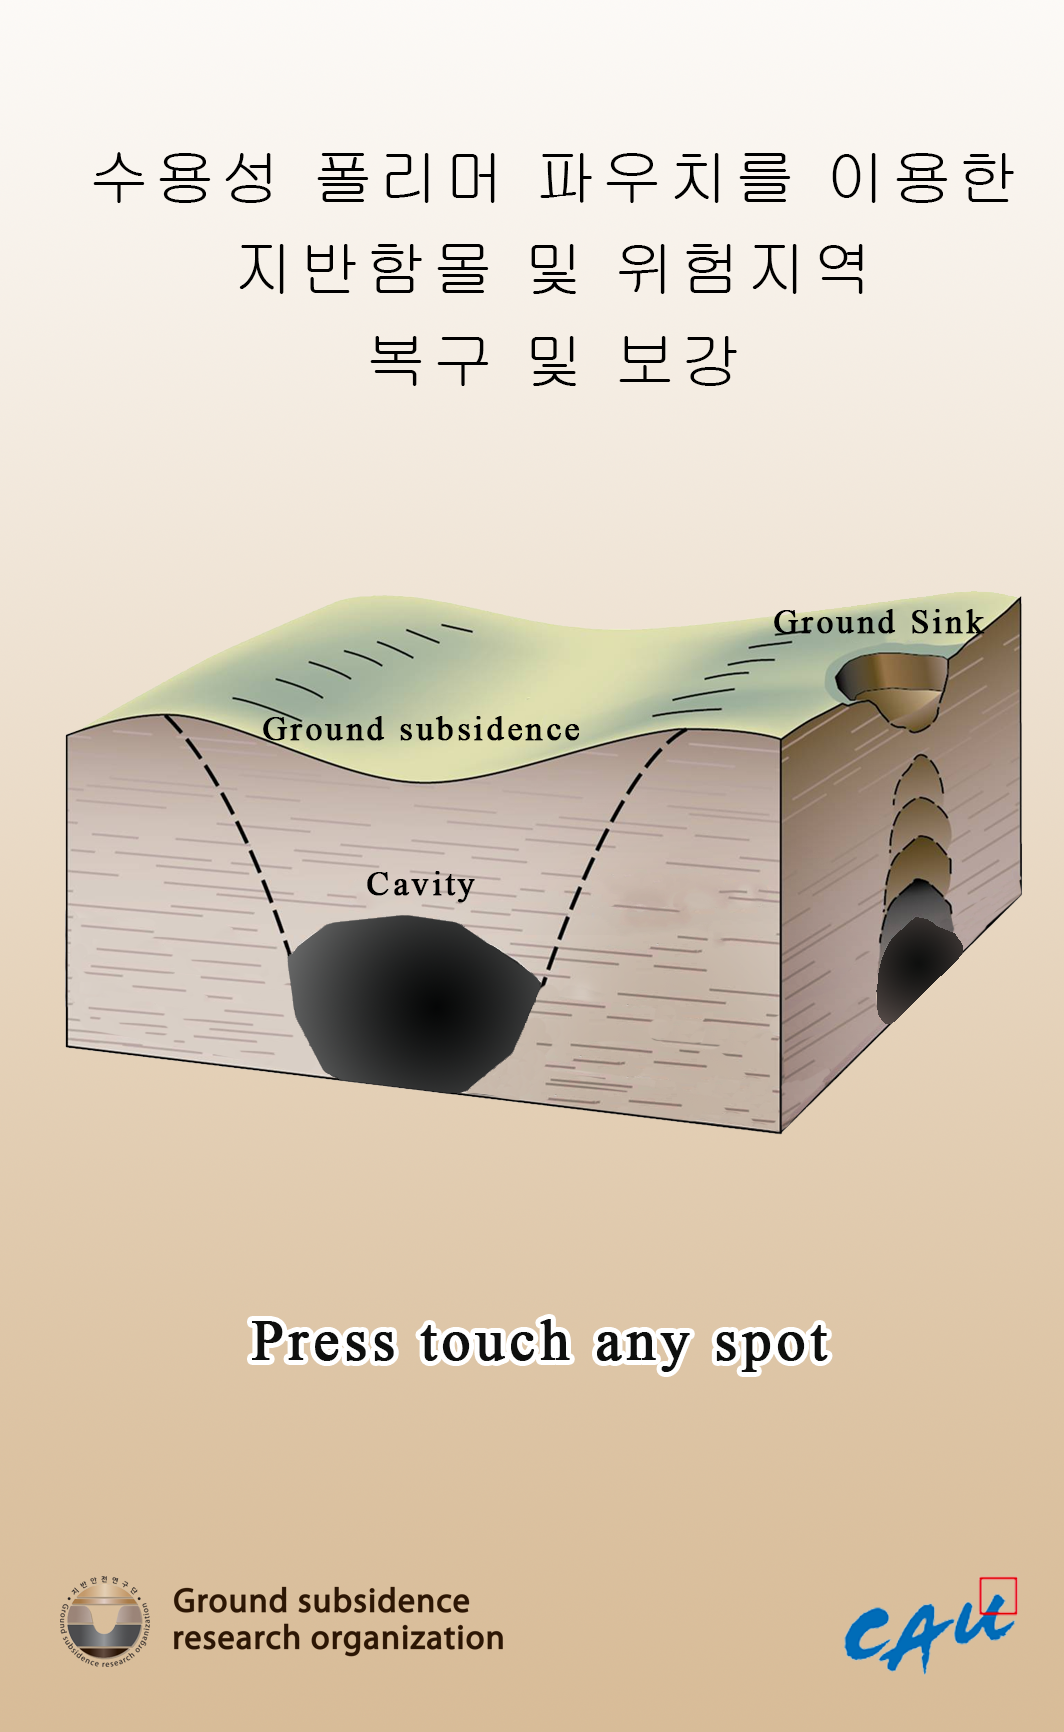 수용성 폴리머 파우치를 이용한
지반함몰 및 위험지역
복구 및 보강
Ground Sink
Ground subsidence
Cavity
Press touch any spot
지반안전연구단
Ground subsidence research organization
Ground subsidence
research organization
CAU